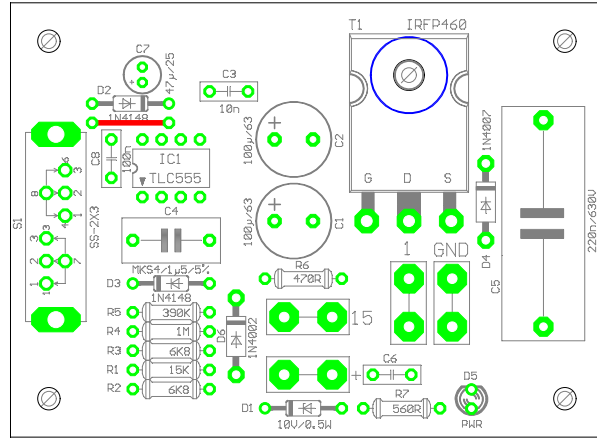 C7
T1 IRFP460
47µ/25
D2
C3
1N4148
10n
C8
100n
IC1
TLC555
100µ/63
C2
1N4007
220n/630V
S1
SS-2X3
6
3
8
5
2
4
1
3
2
7
1
G D S
C4
MKS4/1µ5/5%
100µ/63
C1
D4
C5
1 GND
R6
470R
D3
1N4148
R5
390K
R4
1M
R3
6K8
R1
15K
R2
6K8
D6
1N4002
15
+
C6
D5
PWR
D1
10V/0.5W
R7
560R